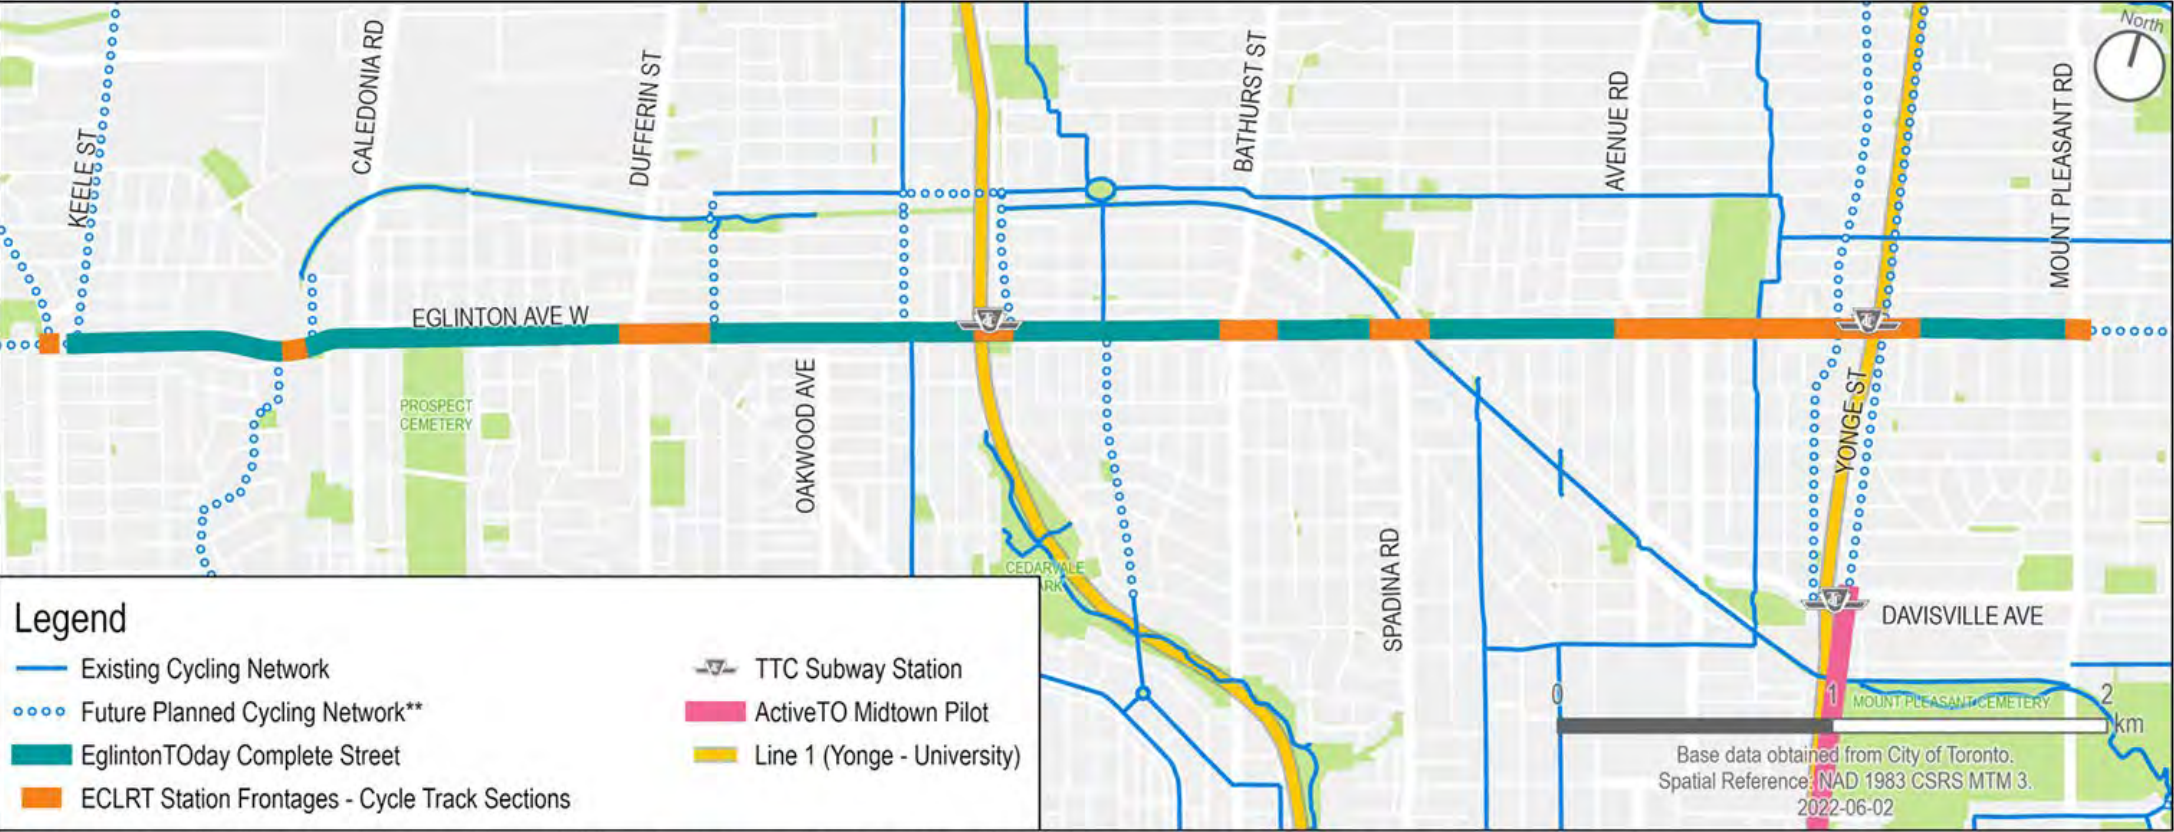 North
KEELE ST
CALEDONIA RD
DUFFERIN ST
BATHURST ST
AVENUE RD
MOUNT PLEASANT RD
EGLINTON AVE W
PROSPECT
CEMETERY
OAKWOOD AVE
YONGE ST
CEDARVALE
PARK
SPADINA RD
DAVISVILLE AVE
MOUNT PLEASANT CEMETERY
Legend
Existing Cycling Network
Future Planned Cycling Network**
EglintonTOday Complete Street
ECLRT Station Frontages - Cycle Track Sections
TTC Subway Station
ActiveTO Midtown Pilot
Line 1 (Yonge - University)
0 1 2
km
Base data obtained from City of Toronto.
Spatial Reference: NAD 1983 CSRS MTM 3.
2022-06-02